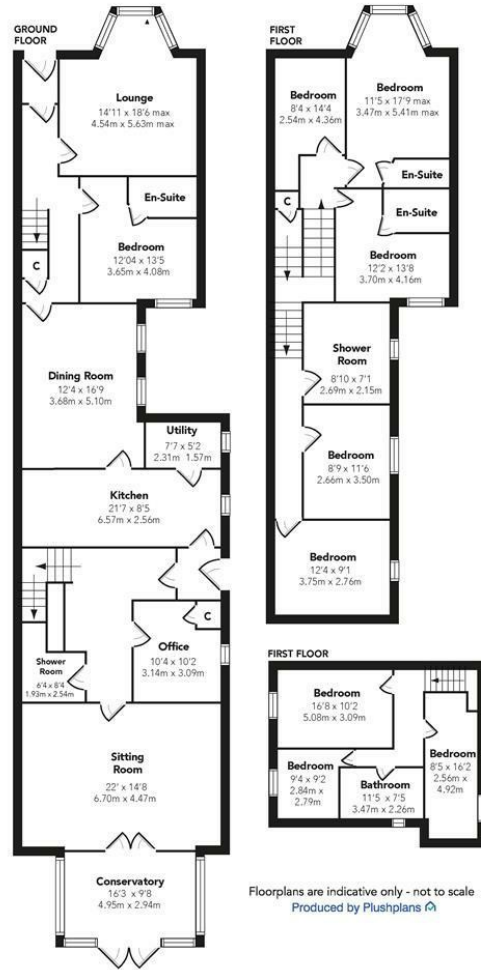 GROUND
FLOOR
Lounge
14'11 x 18'6 max
4.54m x 5.63m max
En-Suite
Bedroom
12'04 x 13'5
3.65m x 4.08m
C
Dining Room
12'4 x 16'9
3.68m x 5.10m
Utility
7'7 x 5'2
2.31m 1.57m
Kitchen
21'7 x 8'5
6.57m x 2.56m
C
Office
10'4 x 10'2
3.14m x 3.09m
Shower
Room
6'4 x 8'4
1.93m x 2.54m
Sitting
Room
22' x 14'8
6.70m x 4.47m
Conservatory
16'3 x 9'8
4.95m x 2.94m
FIRST
FLOOR
Bedroom
8'4 x 14'4
2.54m x 4.36m
Bedroom
11'5 x 17'9 max
3.47m x 5.41m max
En-Suite
C
En-Suite
Bedroom
12'2 x 13'8
3.70m x 4.16m
Shower
Room
8'10 x 7'1
2.69m x 2.15m
Bedroom
8'9 x 11'6
2.66m x 3.50m
Bedroom
12'4 x 9'1
3.75m x 2.76m
FIRST FLOOR
Bedroom
16'8 x 10'2
5.08m x 3.09m
Bedroom
8'5 x 16'2
2.56m x
4.92m
Bedroom
9'4 x 9'2
2.84m x
2.79m
Bathroom
11'5 x 7'5
3.47m x 2.26m
Floorplans are indicative only - not to scale
Produced by Plushplans